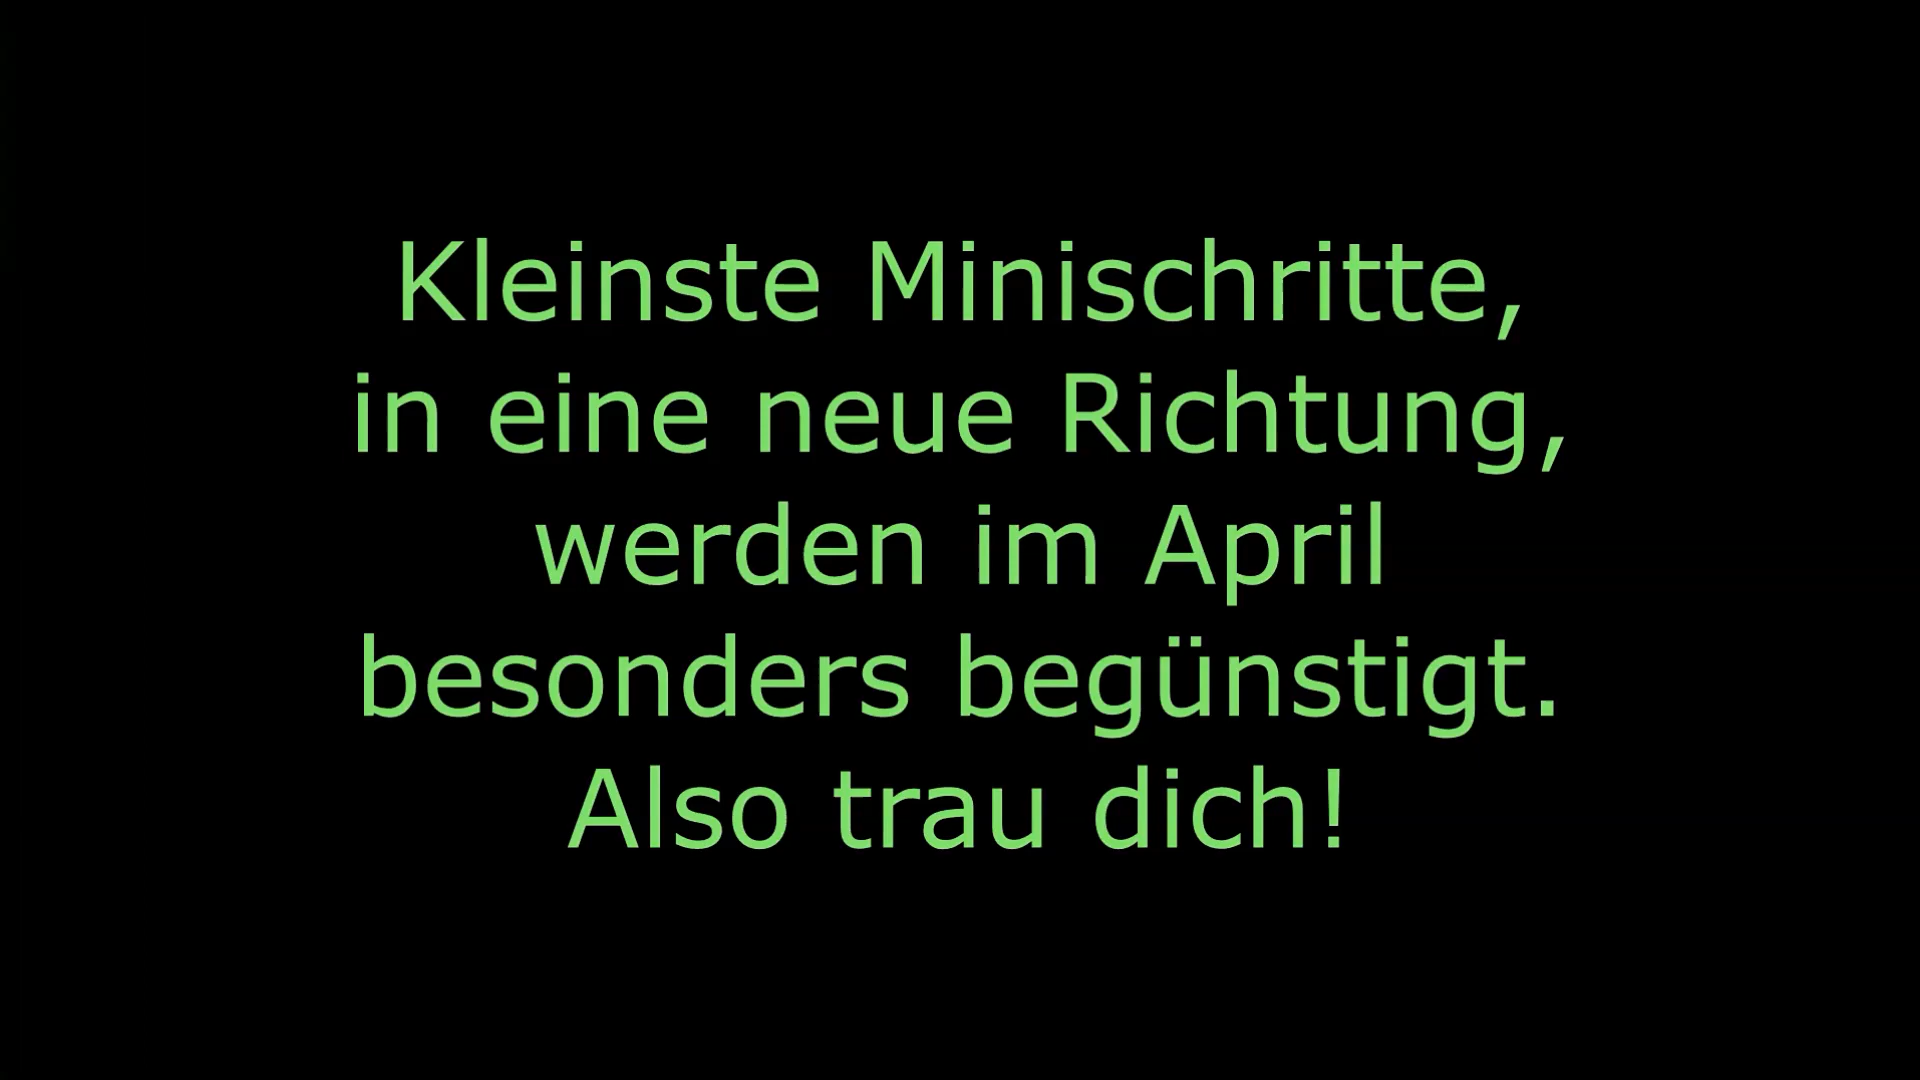 Kleinste Minischritte,
in eine neue Richtung,
werden im April
besonders begünstigt.
Also trau dich!